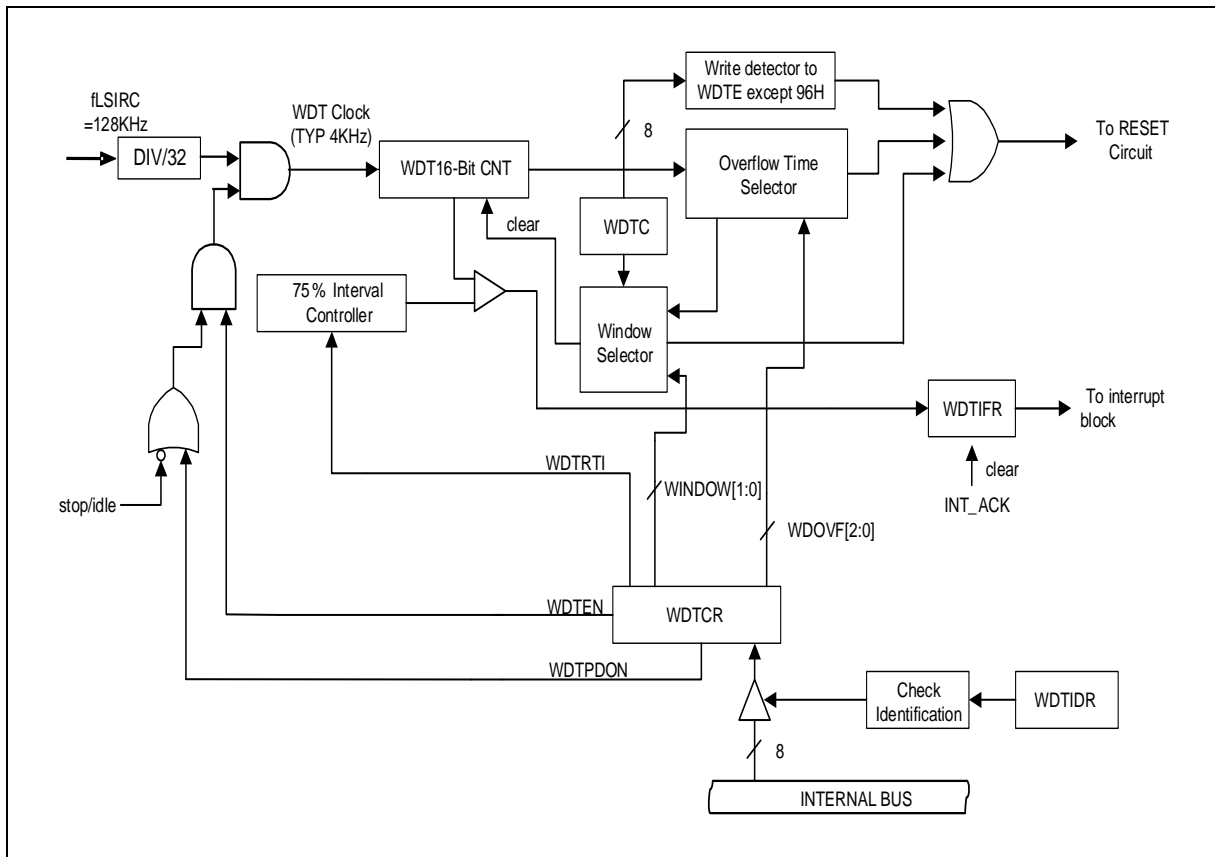 Write detector to
WDTE except 96H
fLSIRC
=128KHz
WDT Clock
(TYP 4KHz)
8
To RESET
Circuit
DIV/32
WDT16-Bit CNT
Overflow Time
Selector
clear
WDTC
75% Interval
Controller
Window
Selector
WDTIFR
To interrupt
block
clear
INT_ACK
WDTRTI
WINDOW[1:0]
stop/idle
WDOVF[2:0]
WDTEN
WDTCR
WDTPDON
Check
Identification
WDTIDR
8
INTERNAL BUS